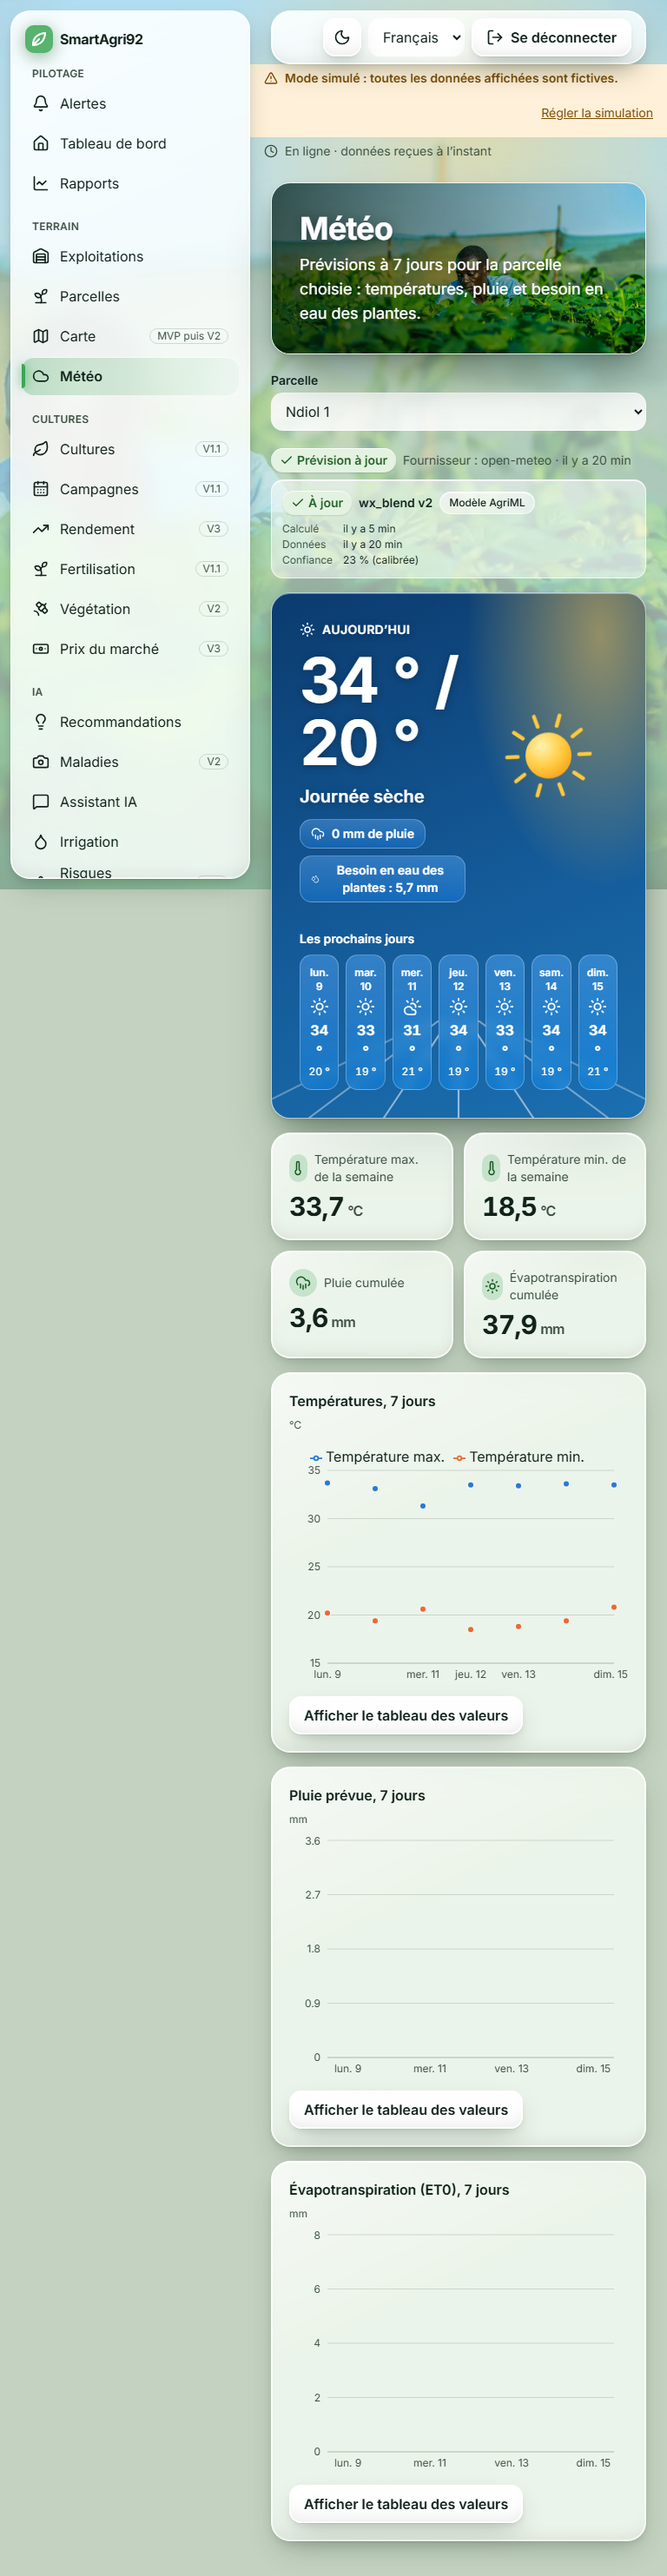 SmartAgri92
PILOTAGE
Alertes
Tableau de bord
Rapports
TERRAIN
Exploitations
Parcelles
Carte
MVP puis V2
Météo
CULTURES
Cultures
V1.1
Campagnes
V1.1
Rendement
V3
Fertilisation
V1.1
Végétation
V2
Prix du marché
V3
IA
Recommandations
Maladies
V2
Assistant IA
Irrigation
Risques
Français
Se déconnecter
Mode simulé : toutes les données affichées sont fictives.
Régler la simulation
En ligne · données reçues à l’instant
Météo
Prévisions à 7 jours pour la parcelle
choisie : températures, pluie et besoin en
eau des plantes.
Parcelle
Ndiol 1
Prévision à jour
Fournisseur : open-meteo · il y a 20 min
À jour
wx_blend v2
Modèle AgriML
Calculé il y a 5 min
Données il y a 20 min
Confiance 23 % (calibrée)
AUJOURD’HUI
34 ° /
20 °
Journée sèche
0 mm de pluie
Besoin en eau des
plantes : 5,7 mm
Les prochains jours
lun. 9 34 ° 20 °
mar. 10 33 ° 19 °
mer. 11 31 ° 21 °
jeu. 12 34 ° 19 °
ven. 13 33 ° 19 °
sam. 14 34 ° 19 °
dim. 15 34 ° 21 °
Température max.
de la semaine
33,7 °C
Température min. de
la semaine
18,5 °C
Pluie cumulée
3,6 mm
Évapotranspiration
cumulée
37,9 mm
Températures, 7 jours
°C
Température max. Température min.
35
30
25
20
15
lun. 9 mer. 11 jeu. 12 ven. 13 dim. 15
Afficher le tableau des valeurs
Pluie prévue, 7 jours
mm
3.6
2.7
1.8
0.9
0
lun. 9 mer. 11 ven. 13 dim. 15
Afficher le tableau des valeurs
Évapotranspiration (ET0), 7 jours
mm
8
6
4
2
0
lun. 9 mer. 11 ven. 13 dim. 15
Afficher le tableau des valeurs